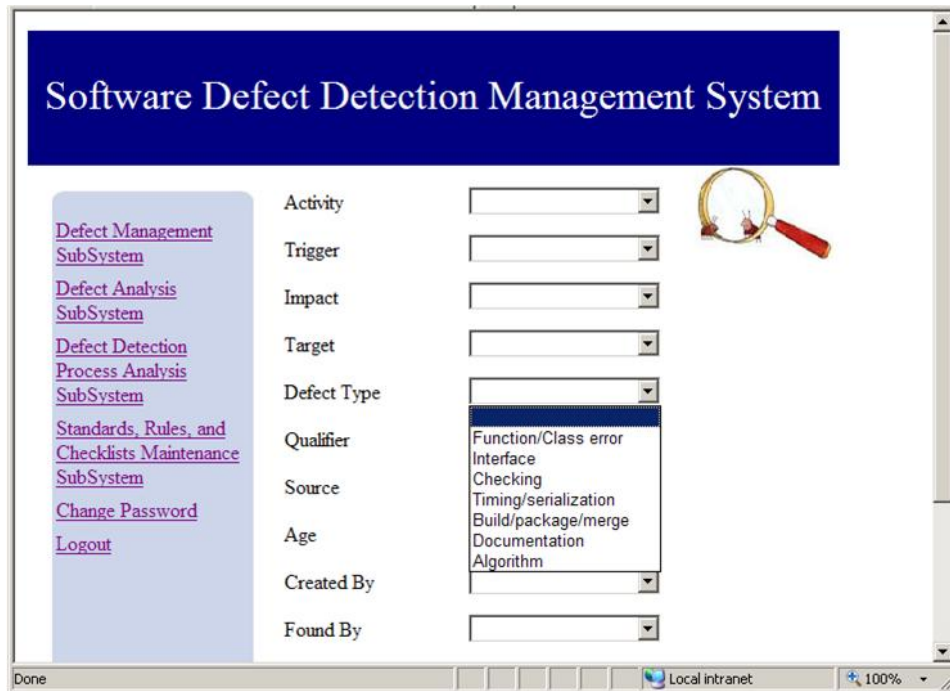 Software Defect Detection Management System
Defect Management
SubSystem
Defect Analysis
SubSystem
Defect Detection
Process Analysis
SubSystem
Standards, Rules, and
Checklists Maintenance
SubSystem
Change Password
Logout
Activity
Trigger
Impact
Target
Defect Type
Function/Class error
Interface
Checking
Timing/serialization
Build/package/merge
Documentation
Algorithm
Qualifier
Source
Age
Created By
Found By
Done
Local intranet
100%